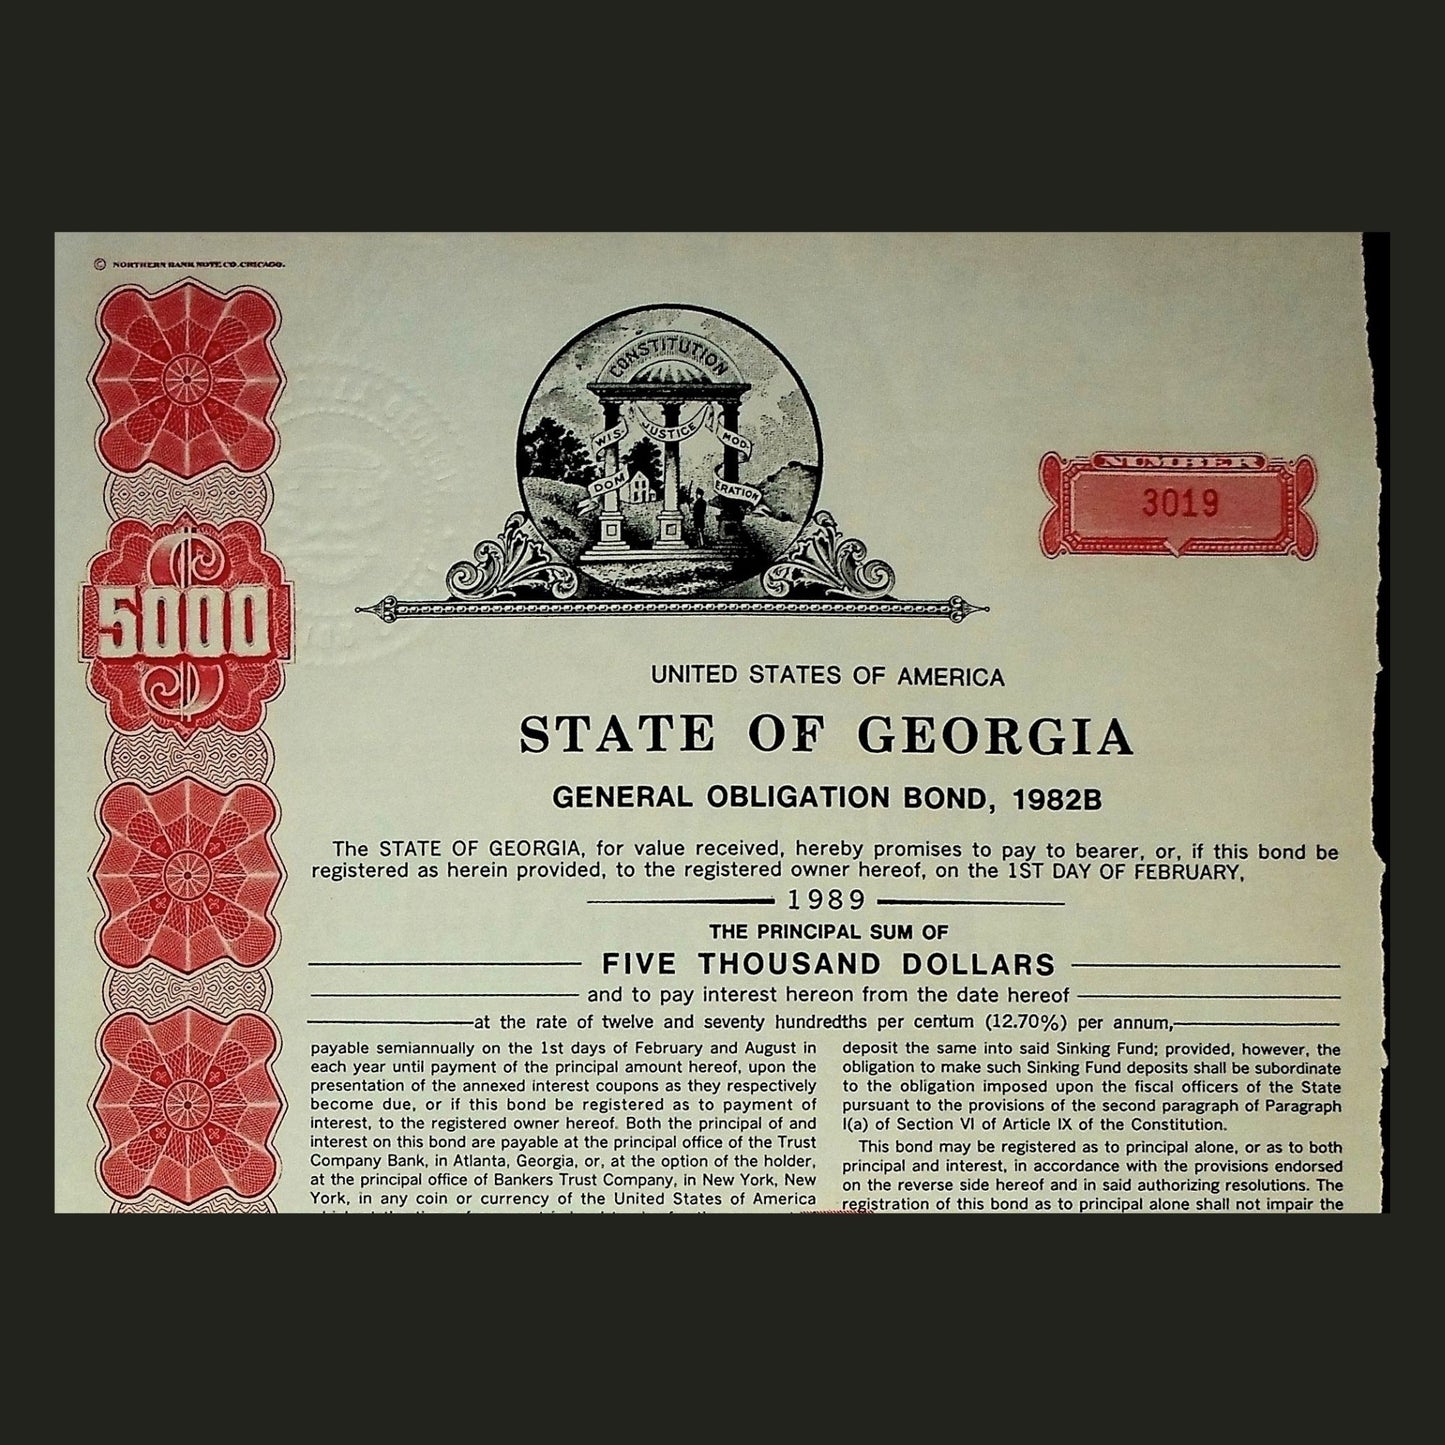 © NORTHERN BANK NOTE CO. CHICAGO.
CONSTITUTION
WIS-
DOM
JUSTICE
MOD-
ERATION
NUMBER
3019
$
5000
UNITED STATES OF AMERICA
STATE OF GEORGIA
GENERAL OBLIGATION BOND, 1982B
The STATE OF GEORGIA, for value received, hereby promises to pay to bearer, or, if this bond be
registered as herein provided, to the registered owner hereof, on the 1ST DAY OF FEBRUARY,
1989
THE PRINCIPAL SUM OF
FIVE THOUSAND DOLLARS
and to pay interest hereon from the date hereof
at the rate of twelve and seventy hundredths per centum (12.70%) per annum,
payable semiannually on the 1st days of February and August in
each year until payment of the principal amount hereof, upon the
presentation of the annexed interest coupons as they respectively
become due, or if this bond be registered as to payment of
interest, to the registered owner hereof. Both the principal of and
interest on this bond are payable at the principal office of the Trust
Company Bank, in Atlanta, Georgia, or, at the option of the holder,
at the principal office of Bankers Trust Company, in New York, New
York, in any coin or currency of the United States of America
deposit the same into said Sinking Fund; provided, however, the
obligation to make such Sinking Fund deposits shall be subordinate
to the obligation imposed upon the fiscal officers of the State
pursuant to the provisions of the second paragraph of Paragraph
I(a) of Section VI of Article IX of the Constitution.
This bond may be registered as to principal alone, or as to both
principal and interest, in accordance with the provisions endorsed
on the reverse side hereof and in said authorizing resolutions. The
registration of this bond as to principal alone shall not impair the